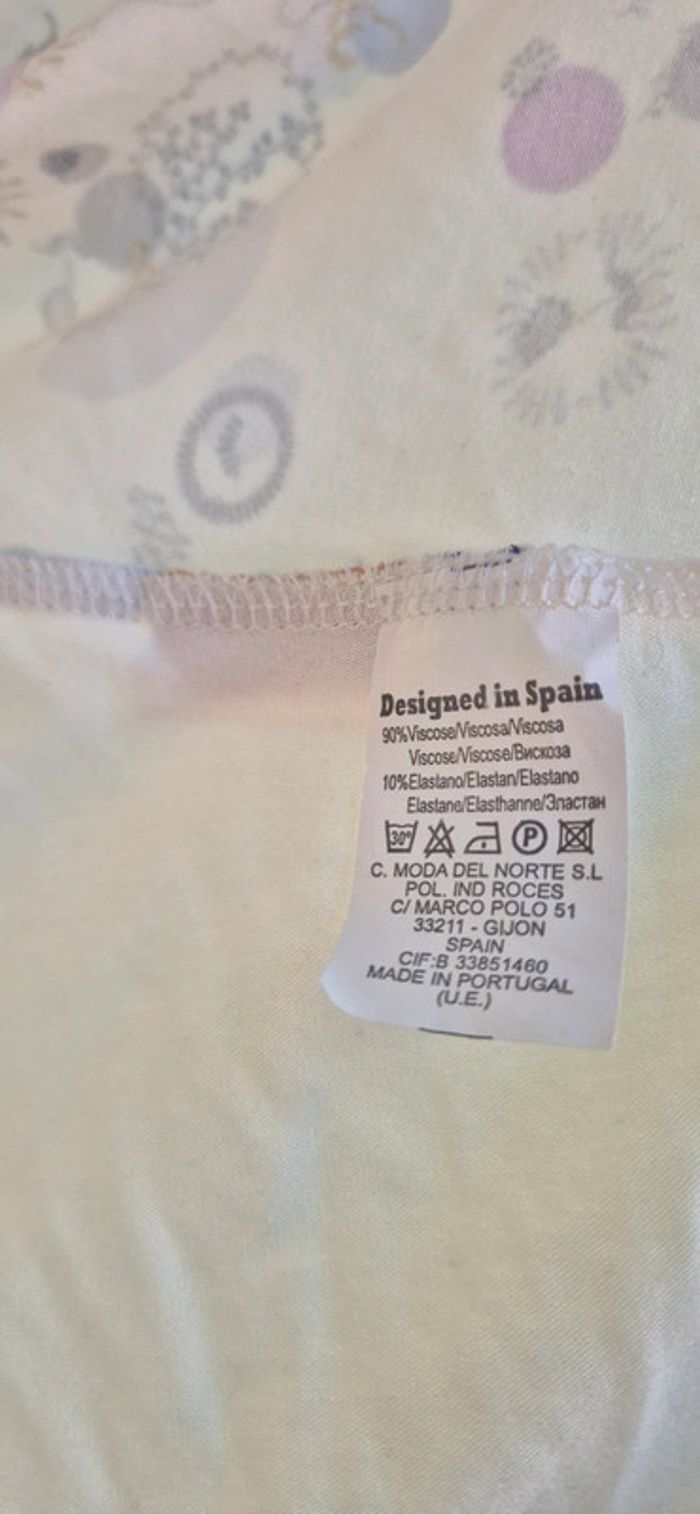 Designed in Spain
90%Viscose/Viscosa/Viscosa
Viscose/Viscose/Вискоза
10%Elastano/Elastan/Elastano
Elastane/Elasthanne/Эластан
30°
P
C. MODA DEL NORTE S.L
POL. IND ROCES
C/ MARCO POLO 51
33211 - GIJON
SPAIN
CIF:B 33851460
MADE IN PORTUGAL
(U.E.)